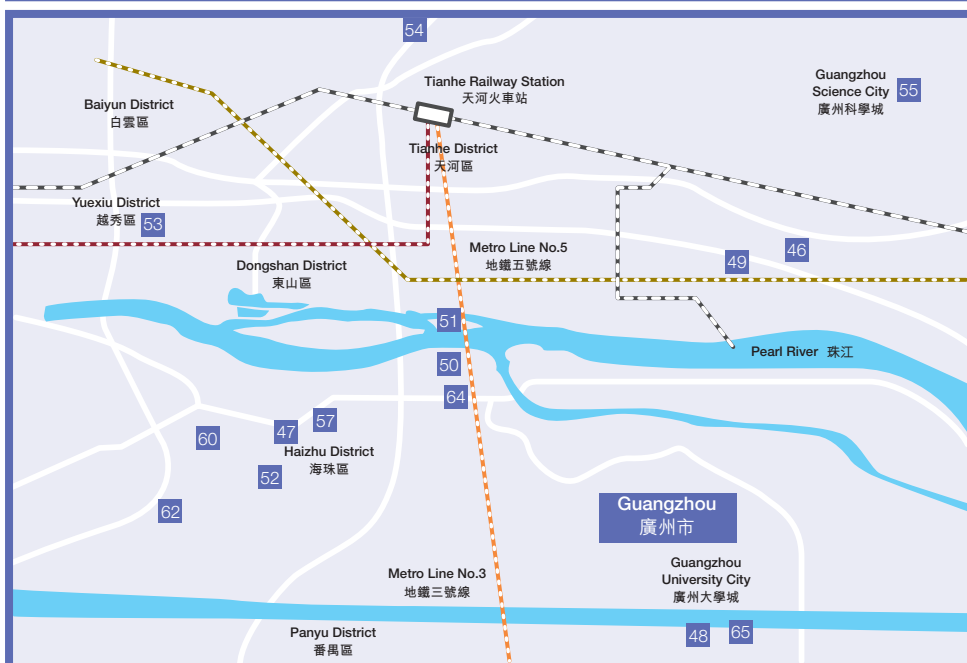 54
Tianhe Railway Station
天河火車站
Guangzhou
Science City
廣州科學城
55
Baiyun District
白雲區
Tianhe District
天河區
Yuexiu District
越秀區
53
Metro Line No.5
地鐵五號線
46
49
Dongshan District
東山區
51
Pearl River 珠江
50
64
57
47
60
Haizhu District
海珠區
52
62
Guangzhou
廣州市
Guangzhou
University City
廣州大學城
Metro Line No.3
地鐵三號線
48
65
Panyu District
番禺區